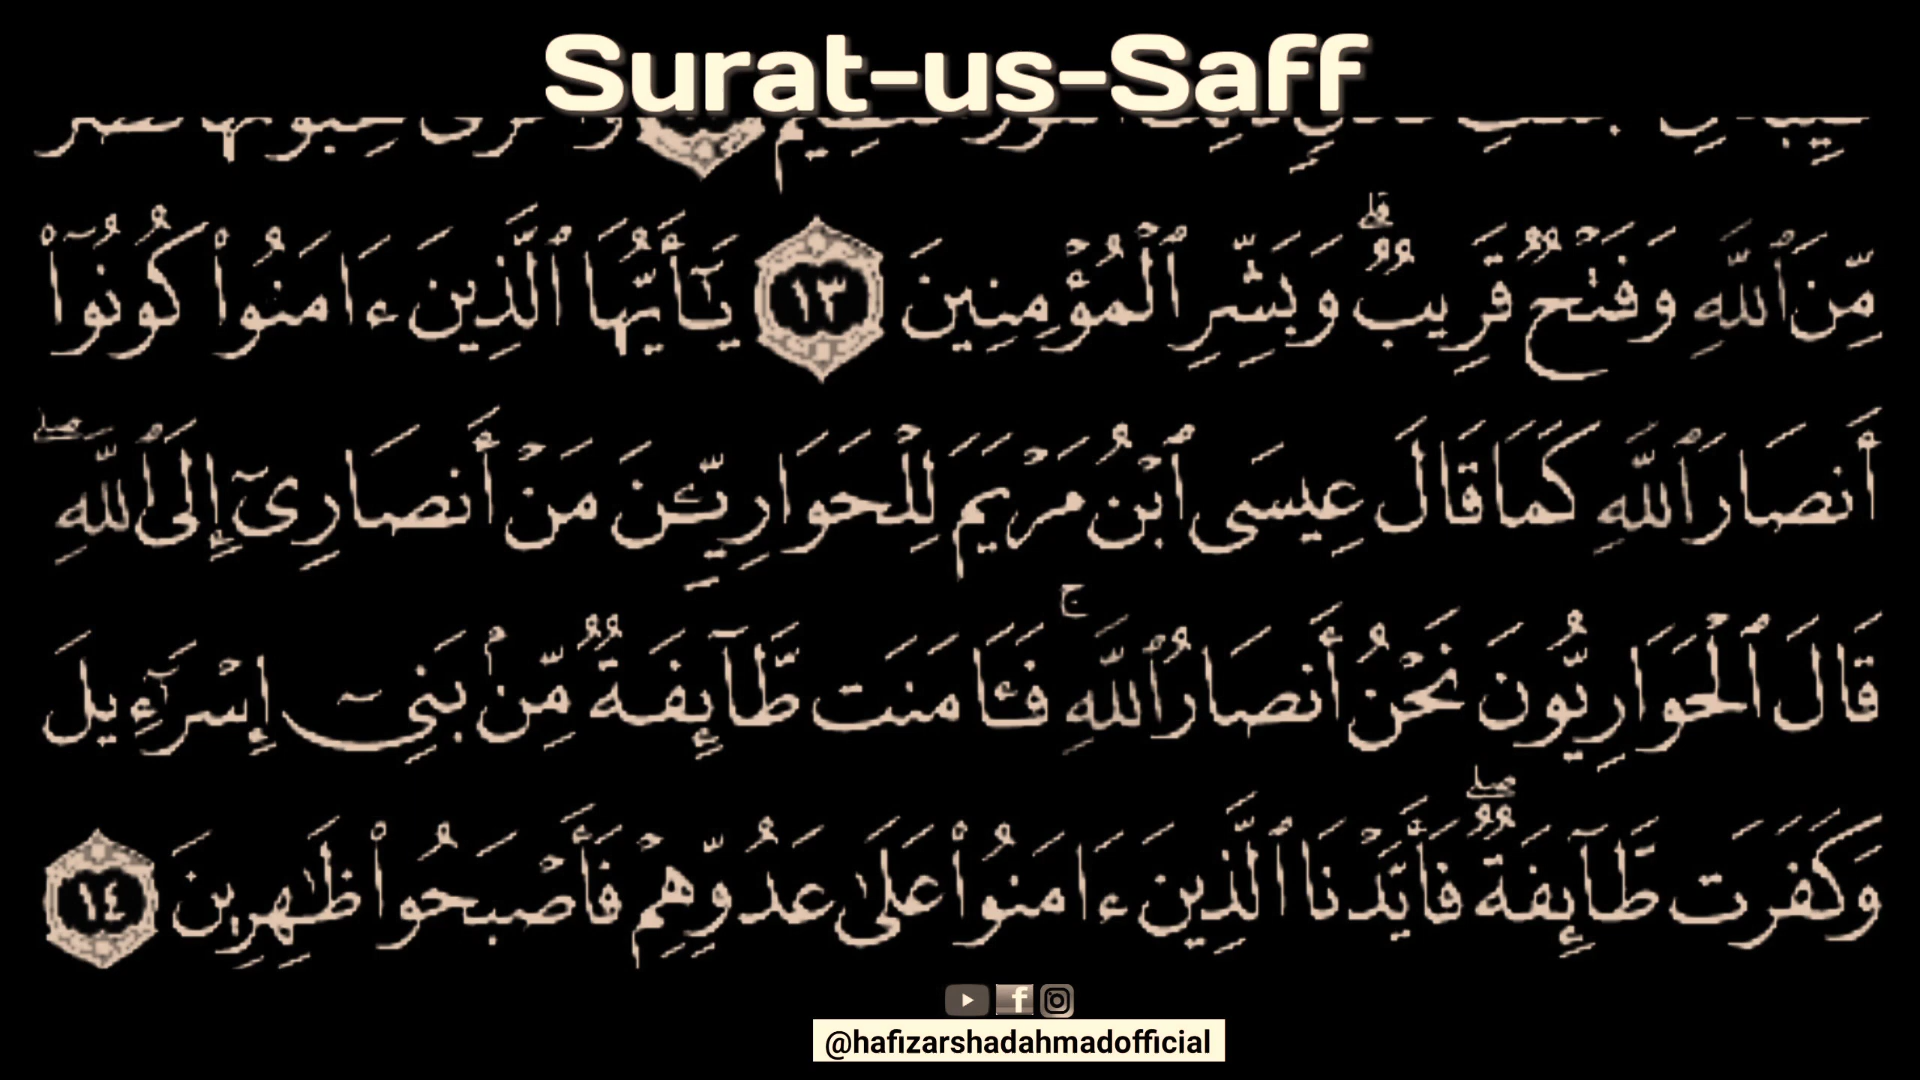 Surat-us-Saff
مِّنَ ٱللَّهِ وَفَتْحٌ قَرِيبٌ ۗ وَبَشِّرِ ٱلْمُؤْمِنِينَ ١٣ يَـٰٓأَيُّهَا ٱلَّذِينَ ءَامَنُوا۟ كُونُوٓا۟
أَنصَارَ ٱللَّهِ كَمَا قَالَ عِيسَى ٱبْنُ مَرْيَمَ لِلْحَوَارِيِّـۧنَ مَنْ أَنصَارِىٓ إِلَى ٱللَّهِ ۖ
قَالَ ٱلْحَوَارِيُّونَ نَحْنُ أَنصَارُ ٱللَّهِ ۚ فَـَٔامَنَت طَّآئِفَةٌ مِّنۢ بَنِىٓ إِسْرَٰٓءِيلَ
وَكَفَرَت طَّآئِفَةٌ ۖ فَأَيَّدْنَا ٱلَّذِينَ ءَامَنُوا۟ عَلَىٰ عَدُوِّهِمْ فَأَصْبَحُوا۟ ظَـٰهِرِينَ ١٤
@hafizarshadahmadofficial